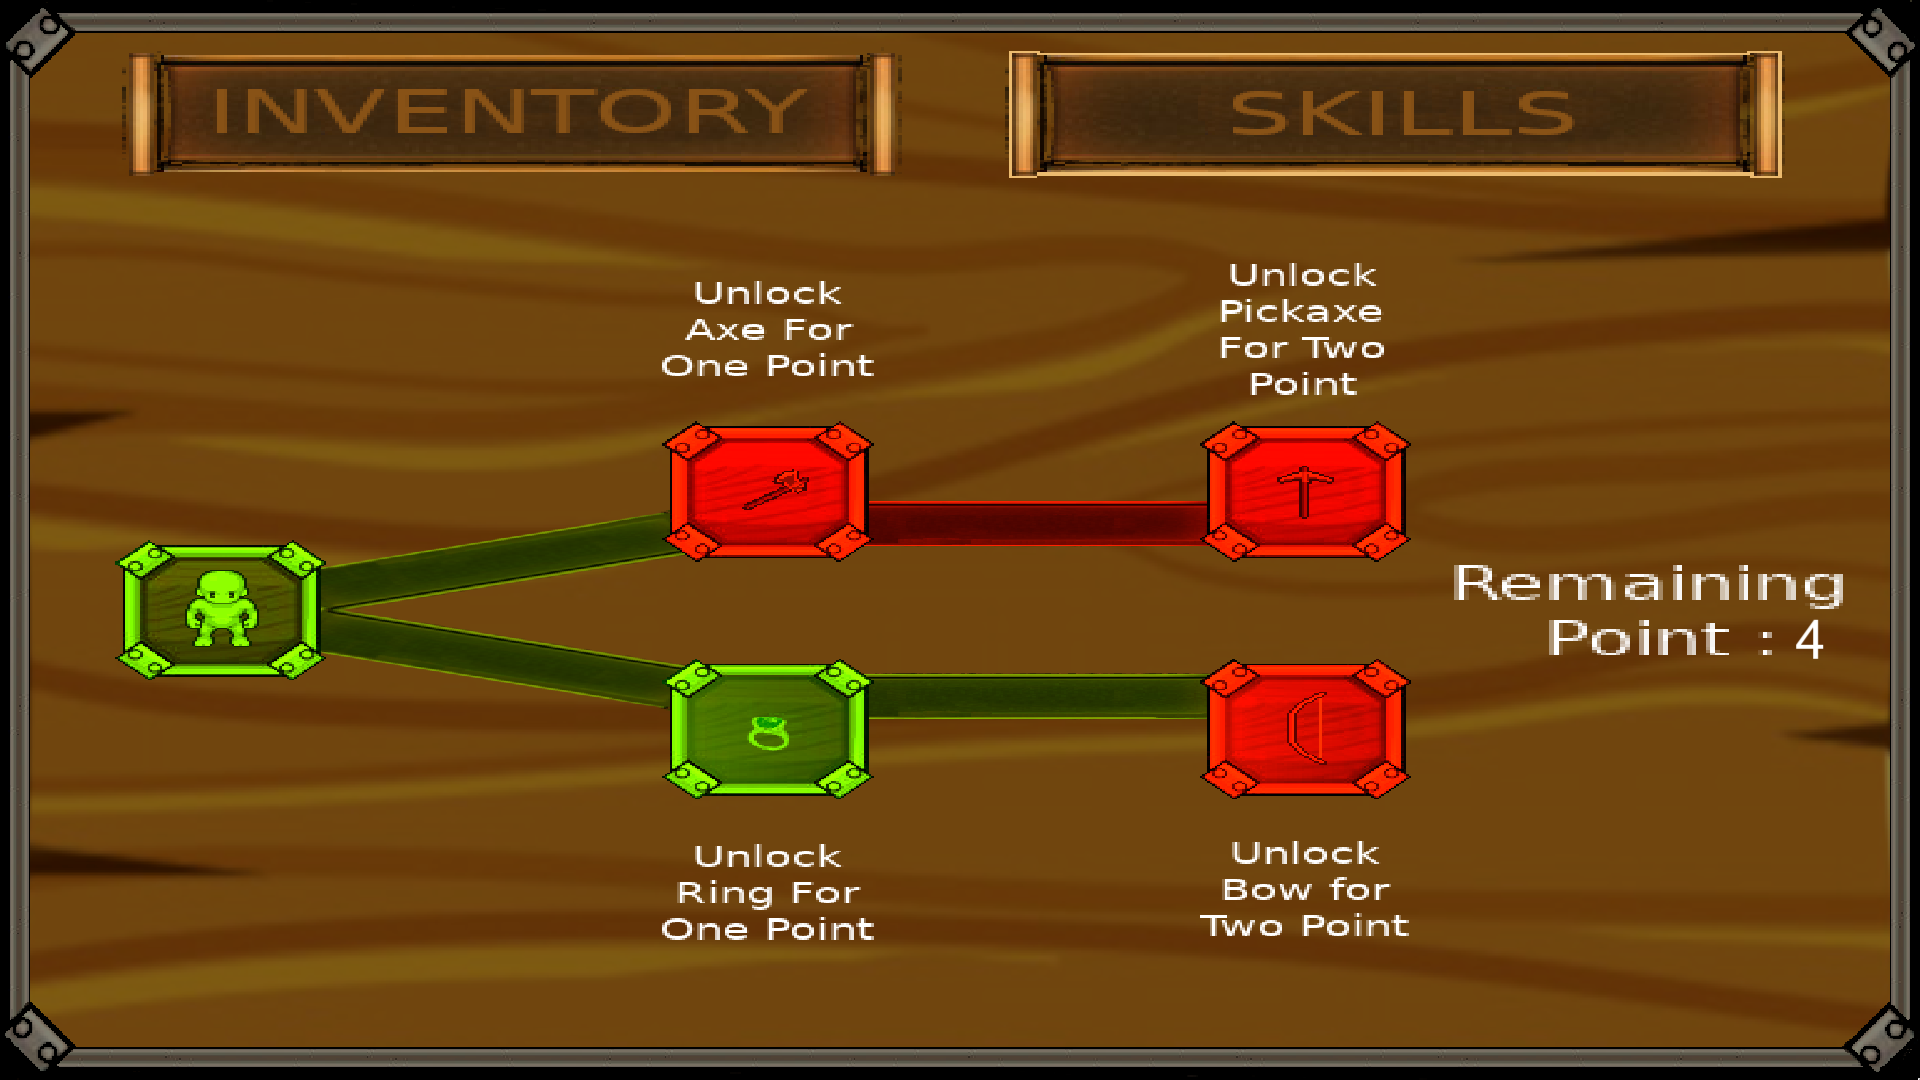 INVENTORY
SKILLS
Unlock
Axe For
One Point
Unlock
Pickaxe
For Two
Point
Remaining
Point : 4
Unlock
Ring For
One Point
Unlock
Bow for
Two Point